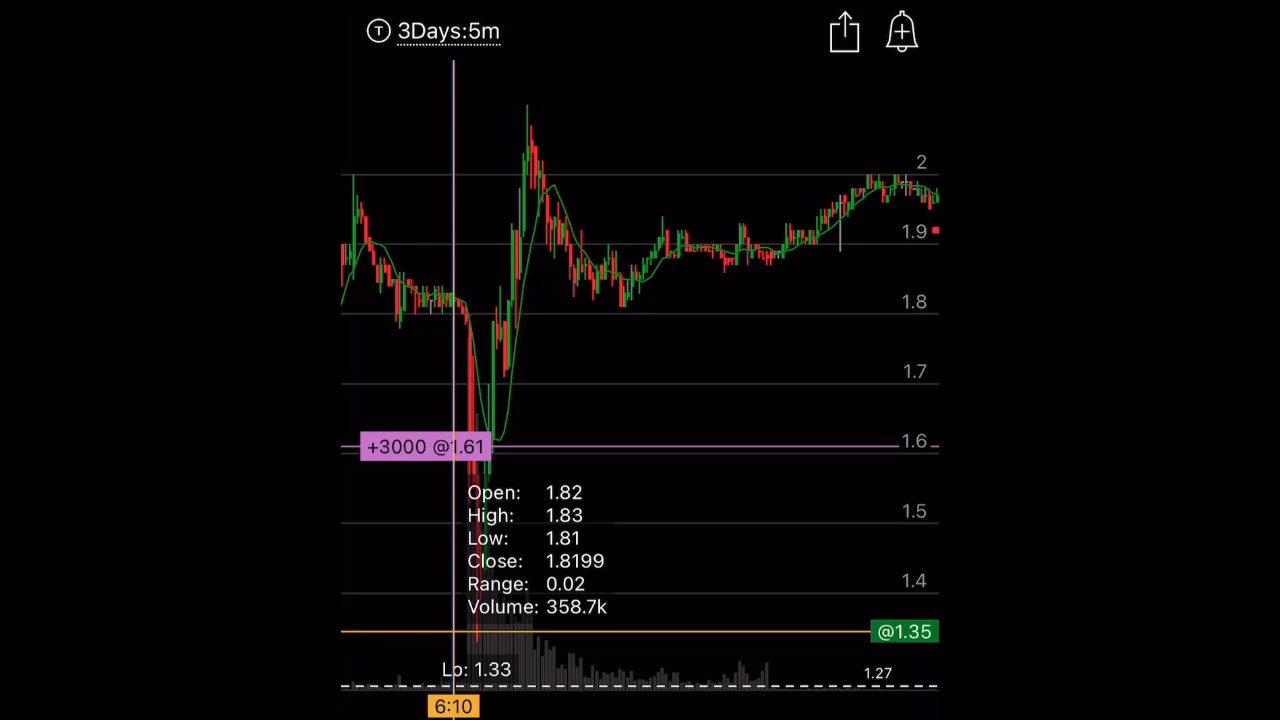 T 3Days:5m
2
1.9
1.8
1.7
+3000 @1.61
1.6
Open: 1.82
High: 1.83
1.5
Low: 1.81
Close: 1.8199
1.4
Range: 0.02
Volume: 358.7k
@1.35
Lo: 1.33
1.27
6:10